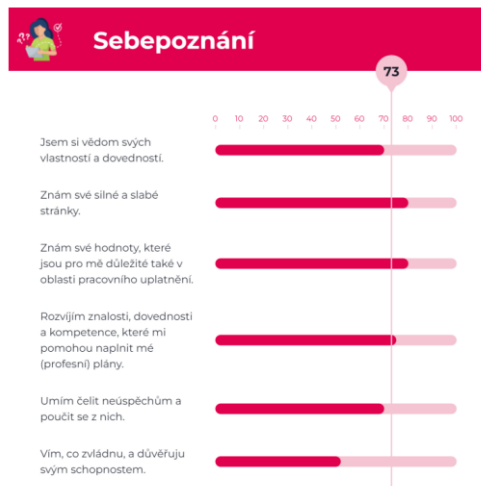 Sebepoznání
73
0 10 20 30 40 50 60 70 80 90 100
Jsem si vědom svých
vlastností a dovedností.
Znám své silné a slabé
stránky.
Znám své hodnoty, které
jsou pro mě důležité také v
oblasti pracovního uplatnění.
Rozvíjím znalosti, dovednosti
a kompetence, které mi
pomohou naplnit mé
(profesní) plány.
Umím čelit neúspěchům a
poučit se z nich.
Vím, co zvládnu, a důvěřuju
svým schopnostem.